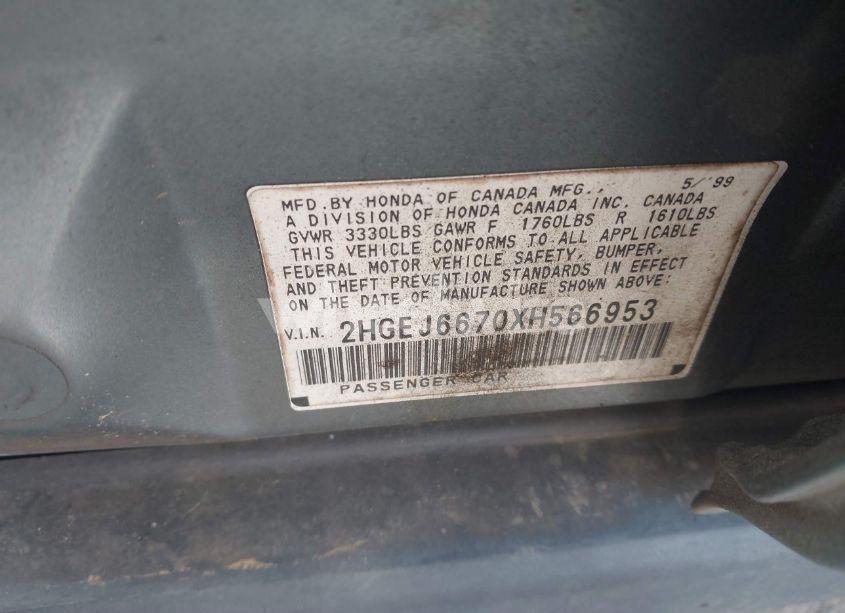 MFD. BY HONDA OF CANADA MFG., 5/'99
A DIVISION OF HONDA CANADA INC. CANADA
GVWR 3330LBS GAWR F 1760LBS R 1610LBS
THIS VEHICLE CONFORMS TO ALL APPLICABLE
FEDERAL MOTOR VEHICLE SAFETY, BUMPER,
AND THEFT PREVENTION STANDARDS IN EFFECT
ON THE DATE OF MANUFACTURE SHOWN ABOVE:
V.I.N. 2HGEJ6670XH566953
PASSENGER CAR